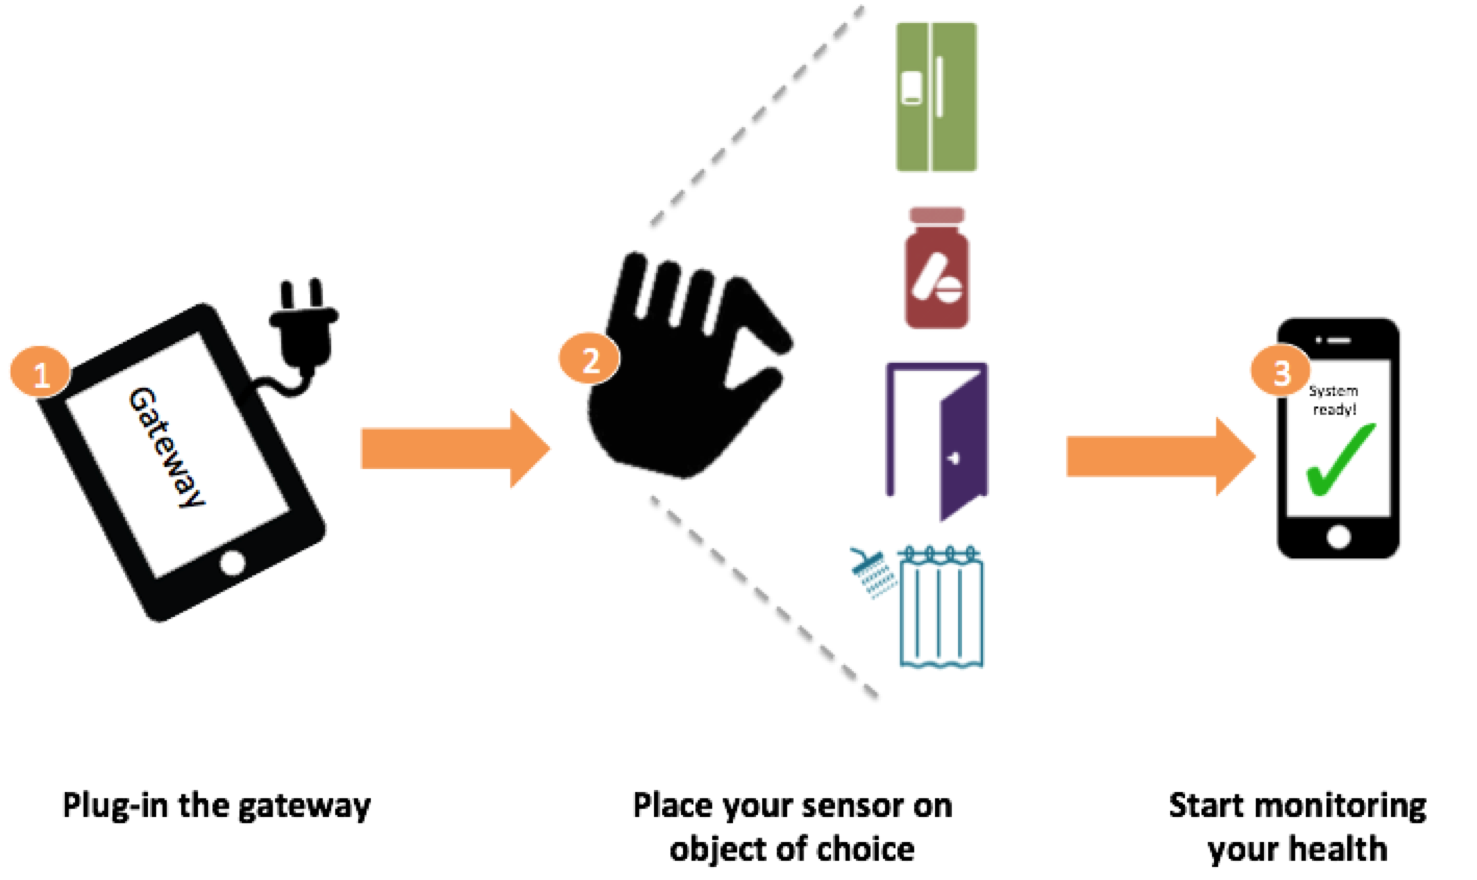 1
Gateway
2
3
System
ready!
Plug-in the gateway
Place your sensor on
object of choice
Start monitoring
your health